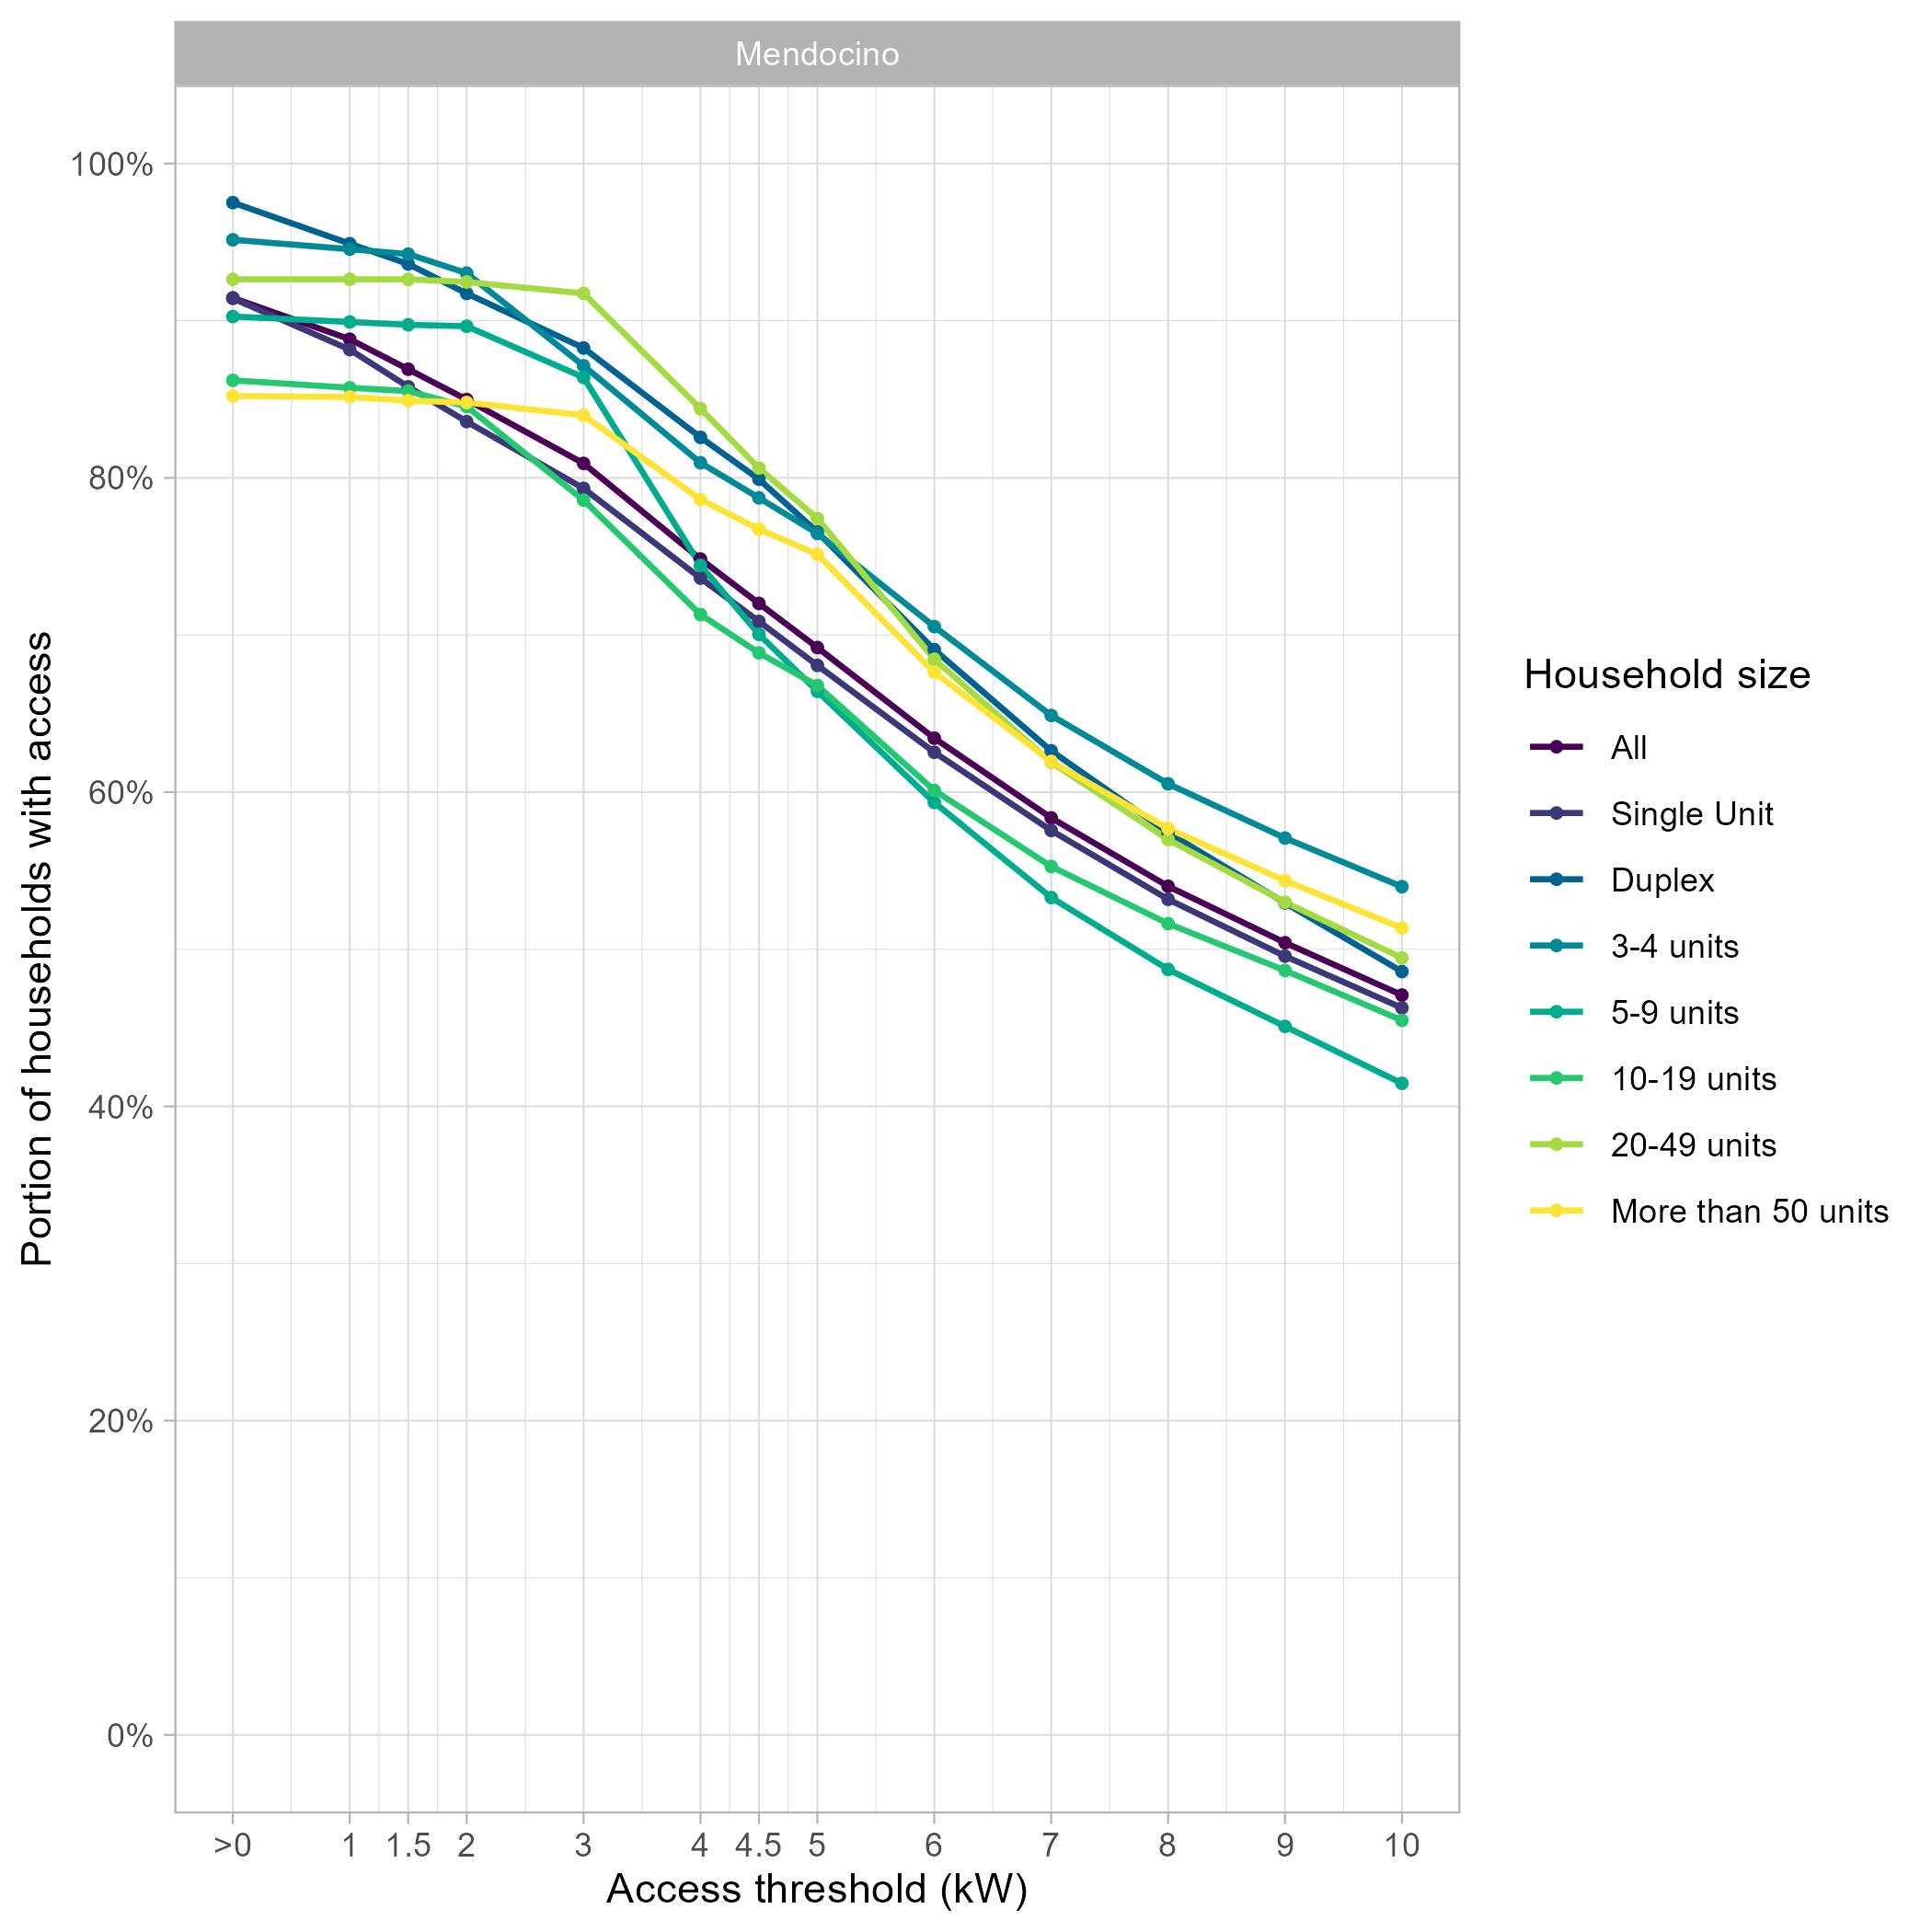 Mendocino
100%
80%
60%
40%
20%
0%
Portion of households with access
>0 1 1.5 2 3 4 4.5 5 6 7 8 9 10
Access threshold (kW)
Household size
All
Single Unit
Duplex
3-4 units
5-9 units
10-19 units
20-49 units
More than 50 units